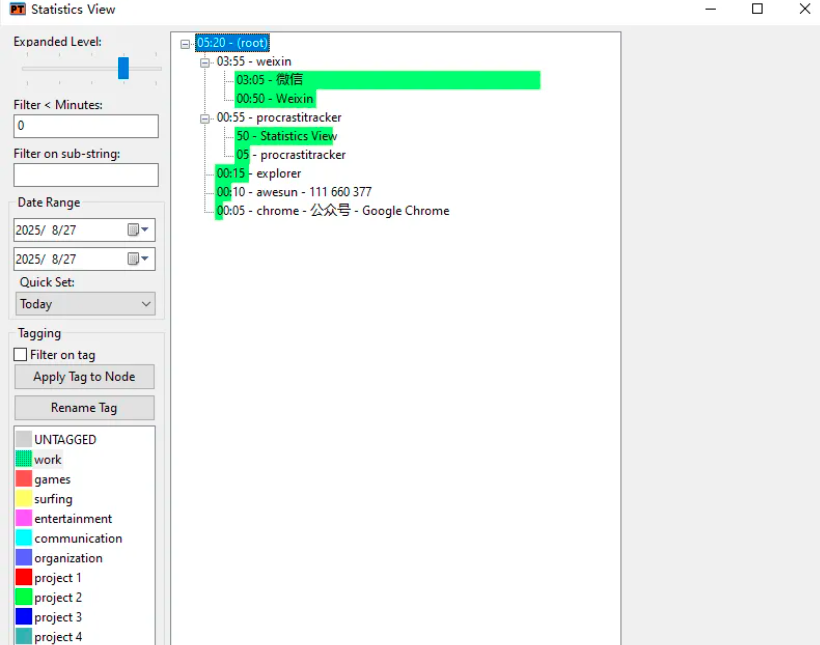 PT Statistics View
Expanded Level:
Filter < Minutes:
0
Filter on sub-string:
Date Range
2025/ 8/27
2025/ 8/27
Quick Set:
Today
Tagging
Filter on tag
Apply Tag to Node
Rename Tag
UNTAGGED
work
games
surfing
entertainment
communication
organization
project 1
project 2
project 3
project 4
05:20 - (root)
03:55 - weixin
03:05 - 微信
00:50 - Weixin
00:55 - procrastitracker
50 - Statistics View
05 - procrastitracker
00:15 - explorer
00:10 - awesun - 111 660 377
00:05 - chrome - 公众号 - Google Chrome